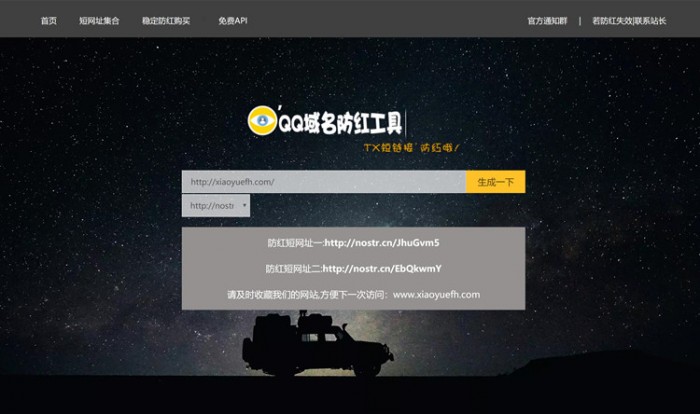 首页 短网址集合 稳定防红购买 免费API 官方通知群 | 若防红失效|联系站长
QQ域名防红工具
TX短链接 防红哦!
http://xiaoyuefh.com/ 生成一下
http://nostr
防红短网址一:http://nostr.cn/JhuGvm5
防红短网址二:http://nostr.cn/EbQkwmY
请及时收藏我们的网站,方便下一次访问：www.xiaoyuefh.com